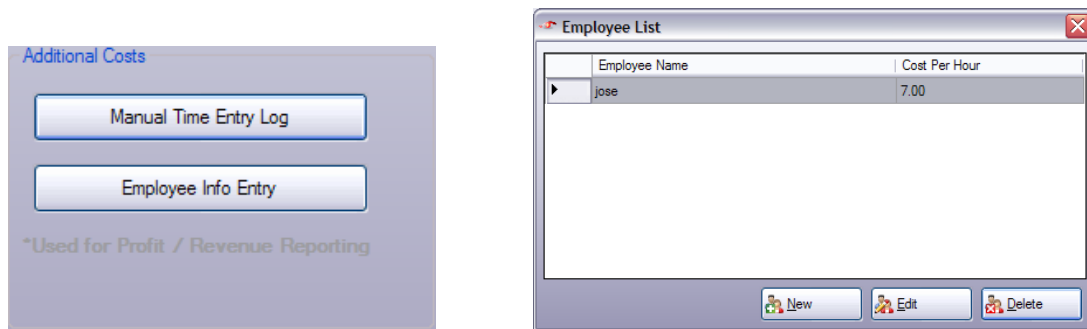 Additional Costs
Manual Time Entry Log
Employee Info Entry
*Used for Profit / Revenue Reporting
Employee List
Employee Name Cost Per Hour
jose 7.00
New Edit Delete